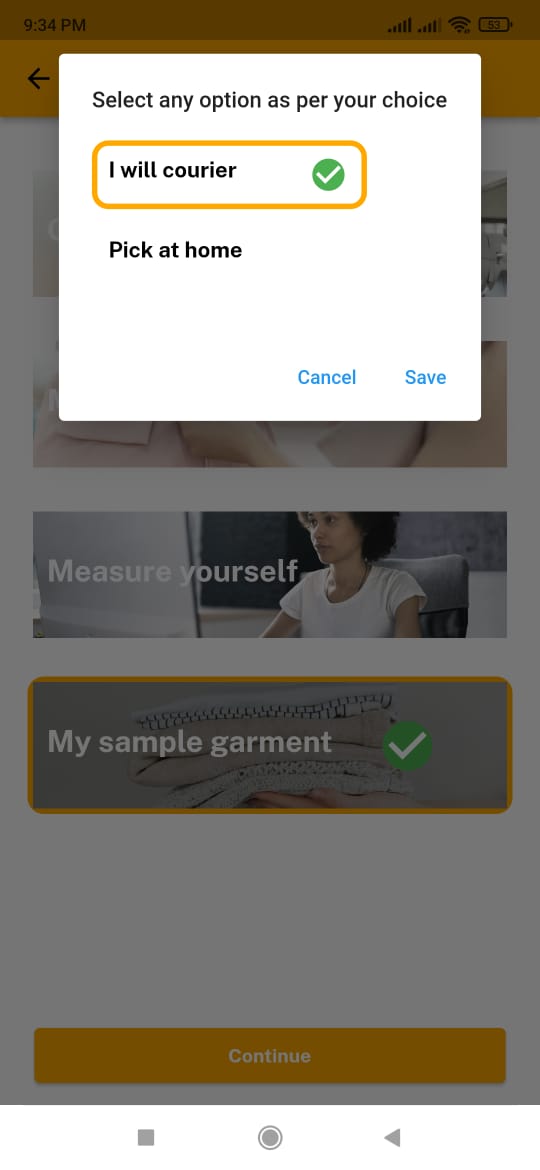 9:34 PM
53
Select any option as per your choice
I will courier
Pick at home
Cancel
Save
Measure yourself
My sample garment
Continue